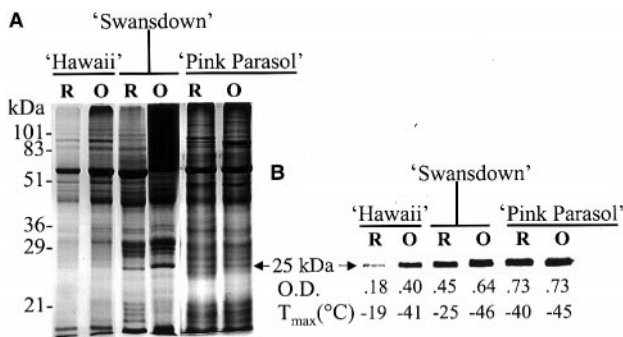 A
'Swansdown'
'Hawaii' 'Pink Parasol'
R O R O R O
kDa
101-
83-
51-
36-
29-
21-
B
'Swansdown'
'Hawaii' 'Pink Parasol'
R O R O R O
25 kDa
O.D. .18 .40 .45 .64 .73 .73
Tmax(°C) -19 -41 -25 -46 -40 -45